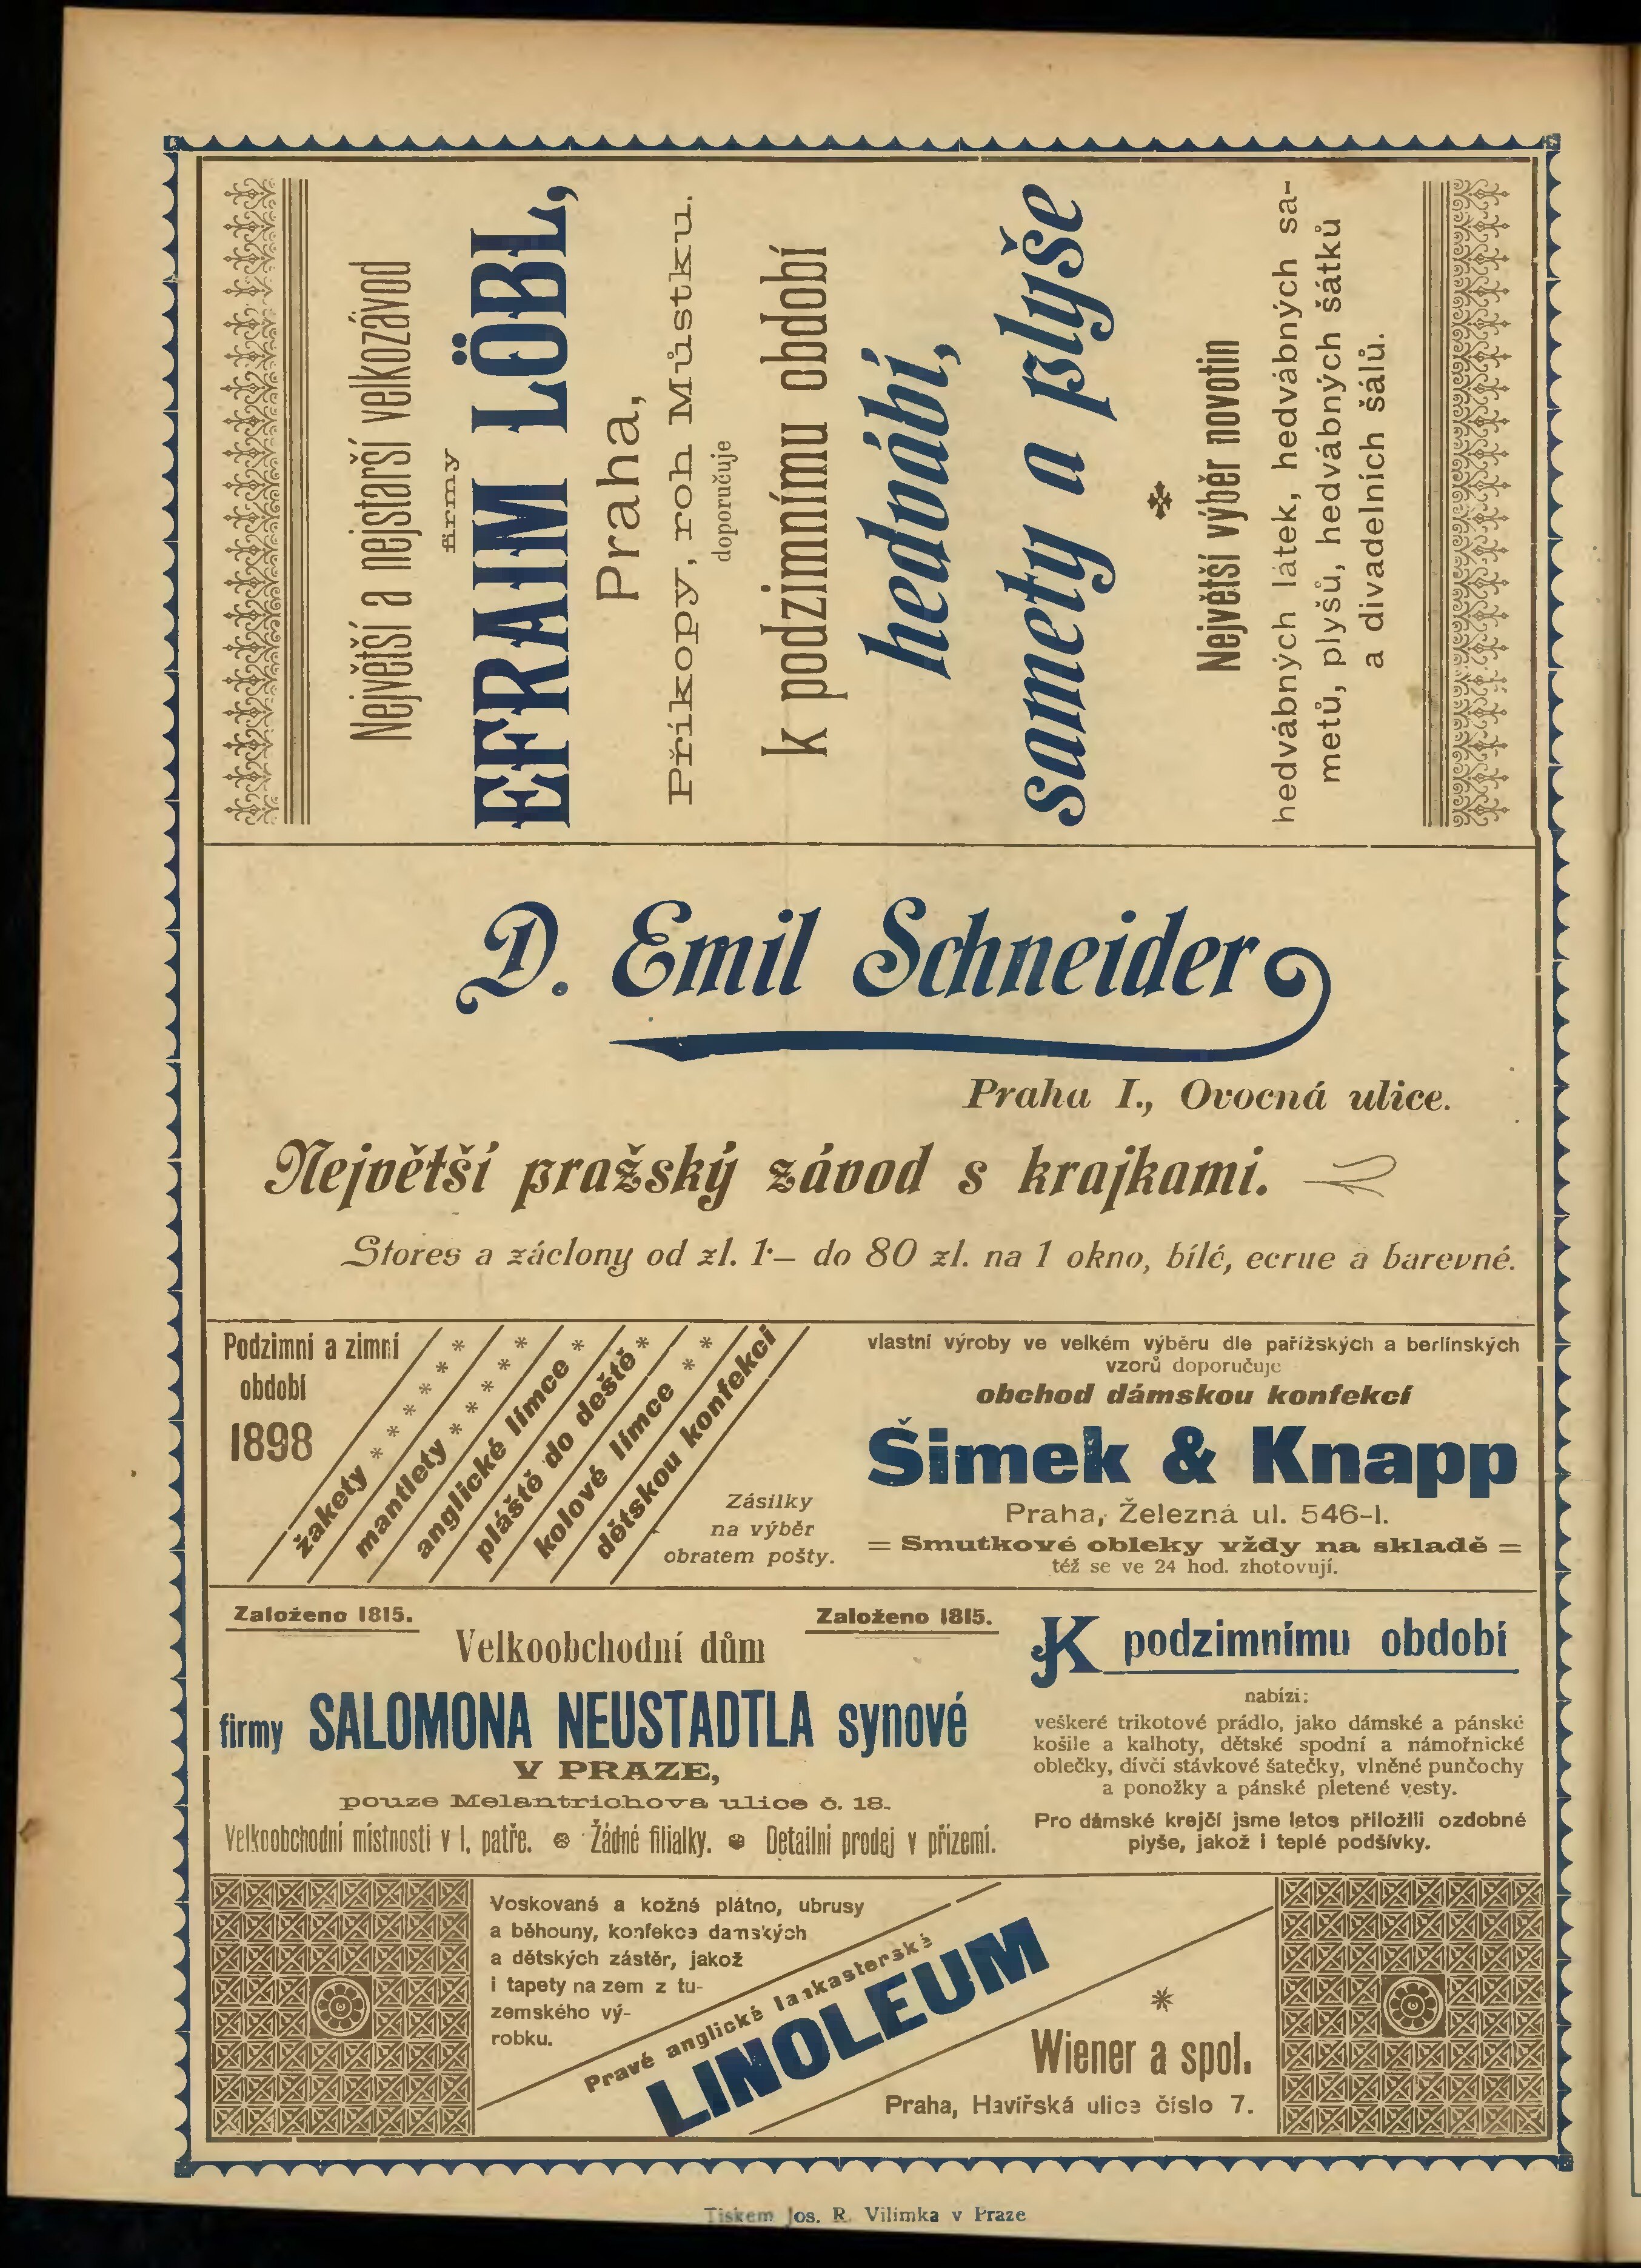 Největší a nejstarší velkozávod
firmy
EFRAIM LÖBL,
Praha,
Příkopy, roh Můstku.
doporučuje
k podzimnímu období
hedvábí,
samety a plyše
Největší výběr novotin
hedvábných látek, hedvábných sa-
metů, plyšů, hedvábných šátků
a divadelních šálů.
D. Emil Schneider
Praha I., Ovocná ulice.
Největší pražský závod s krajkami.
Stores a záclony od zl. 1·— do 80 zl. na 1 okno, bílé, ecrue a barevné.
Podzimní a zimní
období
1898
žakety * * * * * *
mantlety * * * * *
anglické límce *
pláště do deště *
kolové límce * *
dětskou konfekci
Zásilky
na výběr
obratem pošty.
vlastní výroby ve velkém výběru dle pařížských a berlínských
vzorů doporučuje
obchod dámskou konfekcí
Šimek & Knapp
Praha, Železná ul. 546-I.
= Smutkové obleky vždy na skladě =
též se ve 24 hod. zhotovují.
Založeno 1815. Založeno 1815.
Velkoobchodní dům
firmy SALOMONA NEUSTADTLA synové
V PRAZE,
pouze Melantrichova ulice č. 18.
Velkoobchodní místnosti v I. patře. Žádné filialky. Detailní prodej v přízemí.
K podzimnímu období
nabízí:
veškeré trikotové prádlo, jako dámské a pánské
košile a kalhoty, dětské spodní a námořnické
oblečky, dívčí stávkové šatečky, vlněné punčochy
a ponožky a pánské pletené vesty.
Pro dámské krejčí jsme letos přiložili ozdobné
plyše, jakož i teplé podšívky.
Voskované a kožné plátno, ubrusy
a běhouny, konfekce damských
a dětských zástěr, jakož
i tapety na zem z tu-
zemského vý-
robku.
Pravé anglické lankasterské
LINOLEUM
*
Wiener a spol.
Praha, Havířská ulice číslo 7.
Tiskem Jos. R. Vilímka v Praze